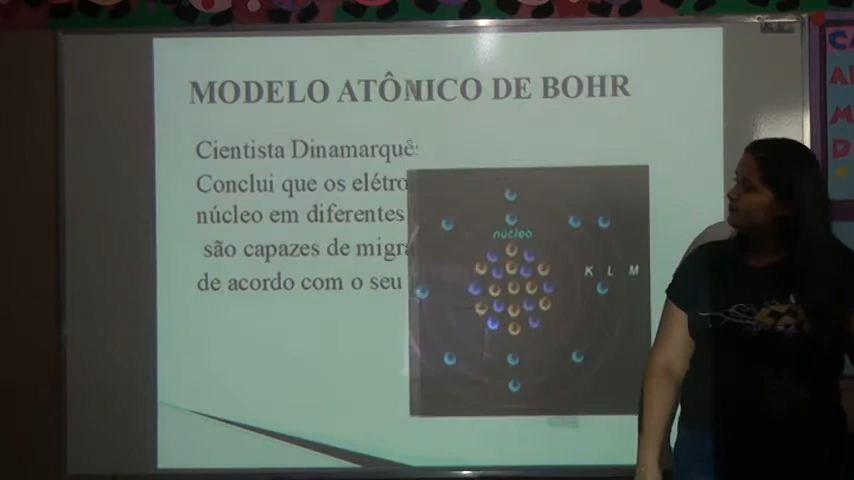 MODELO ATÔNICO DE BOHR
Cientista Dinamarquê
Conclui que os elétro
núcleo em diferentes
são capazes de migra
de acordo com o seu
núcleo
K L M